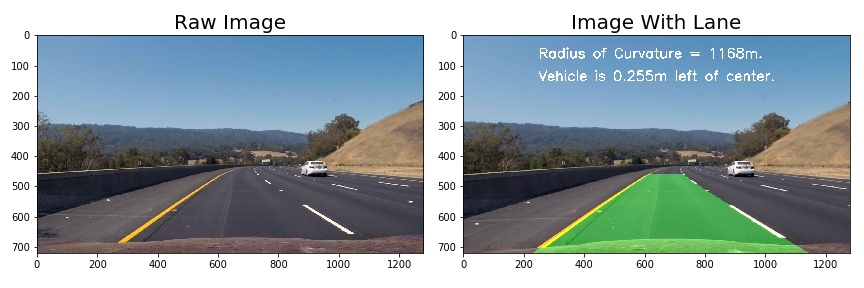 Raw Image
Image With Lane
Radius of Curvature = 1168m.
Vehicle is 0.255m left of center.
0
100
200
300
400
500
600
700
0 200 400 600 800 1000 1200
0
100
200
300
400
500
600
700
0 200 400 600 800 1000 1200